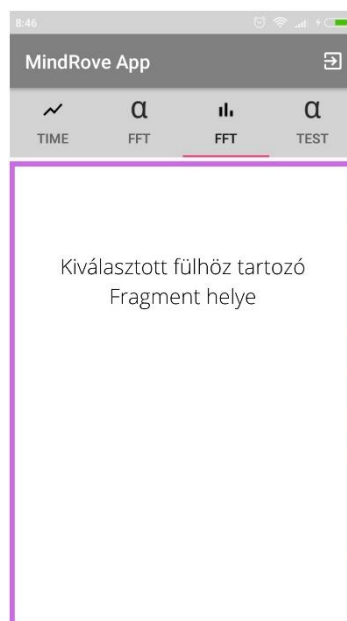 8:46
MindRove App
α α
TIME FFT FFT TEST
Kiválasztott fülhöz tartozó
Fragment helye